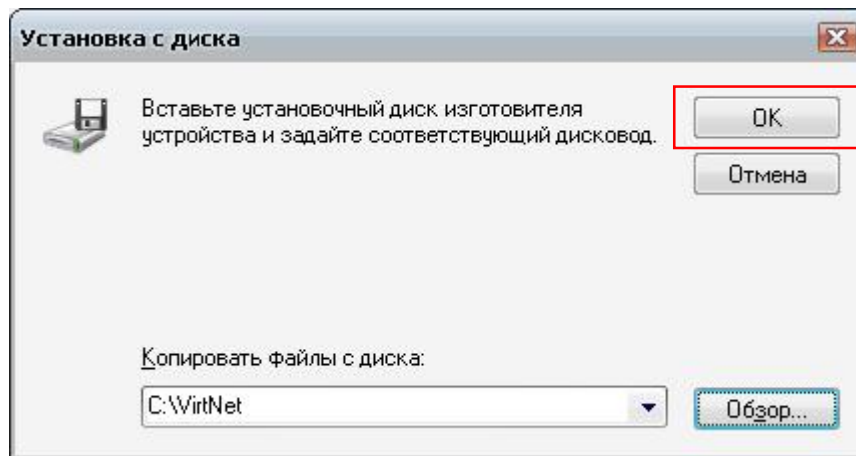 Установка с диска
Вставьте установочный диск изготовителя
устройства и задайте соответствующий дисковод.
OK
Отмена
Копировать файлы с диска:
C:\VirtNet
Обзор...